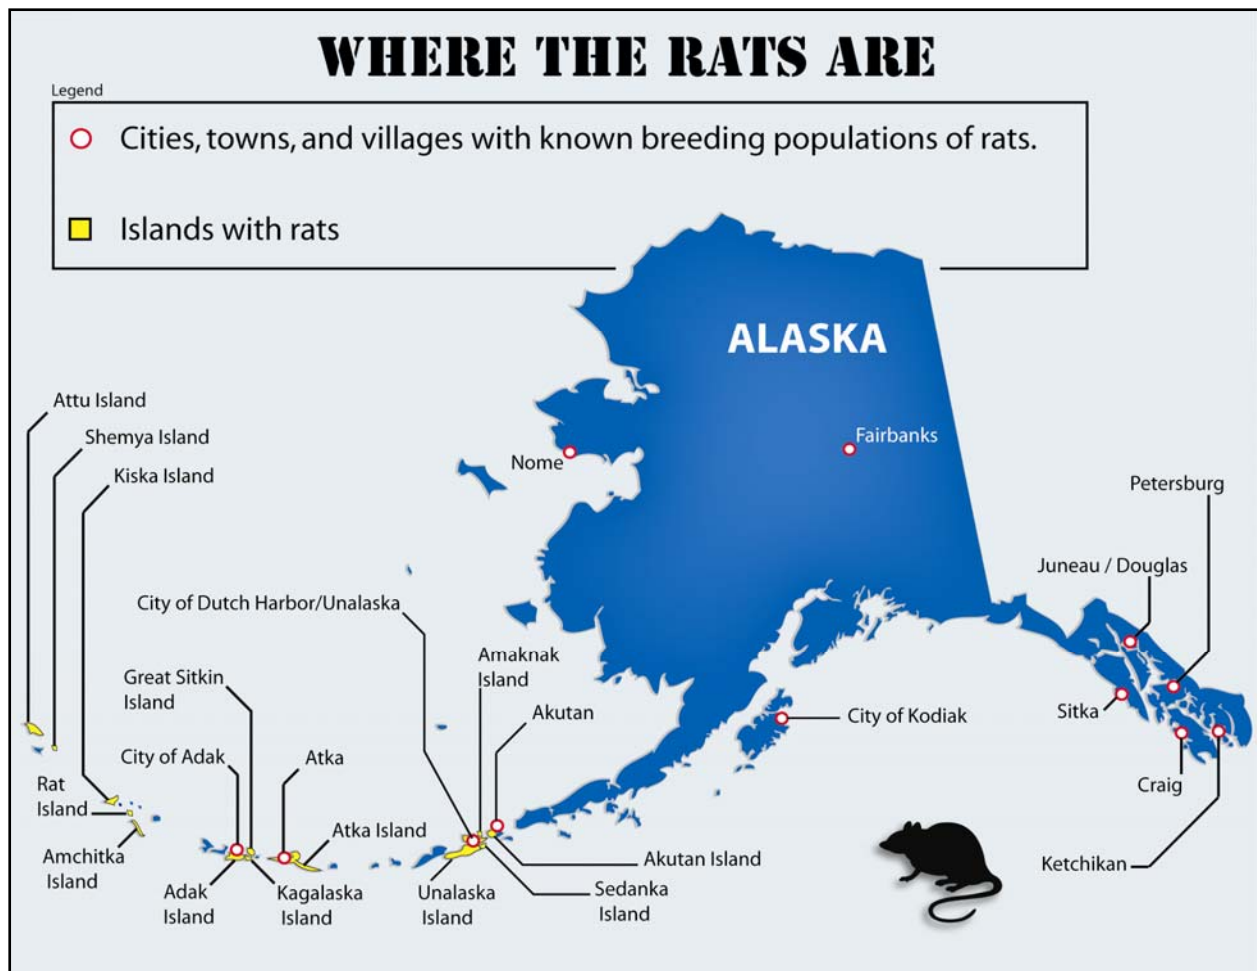 WHERE THE RATS ARE
Legend
Cities, towns, and villages with known breeding populations of rats.
Islands with rats
ALASKA
Attu Island
Shemya Island
Kiska Island
Nome
Fairbanks
Petersburg
Juneau / Douglas
City of Dutch Harbor/Unalaska
Amaknak
Island
Great Sitkin
Island
Akutan
City of Kodiak
Sitka
City of Adak
Atka
Rat
Island
Craig
Atka Island
Amchitka
Island
Akutan Island
Ketchikan
Adak
Island
Kagalaska
Island
Unalaska
Island
Sedanka
Island